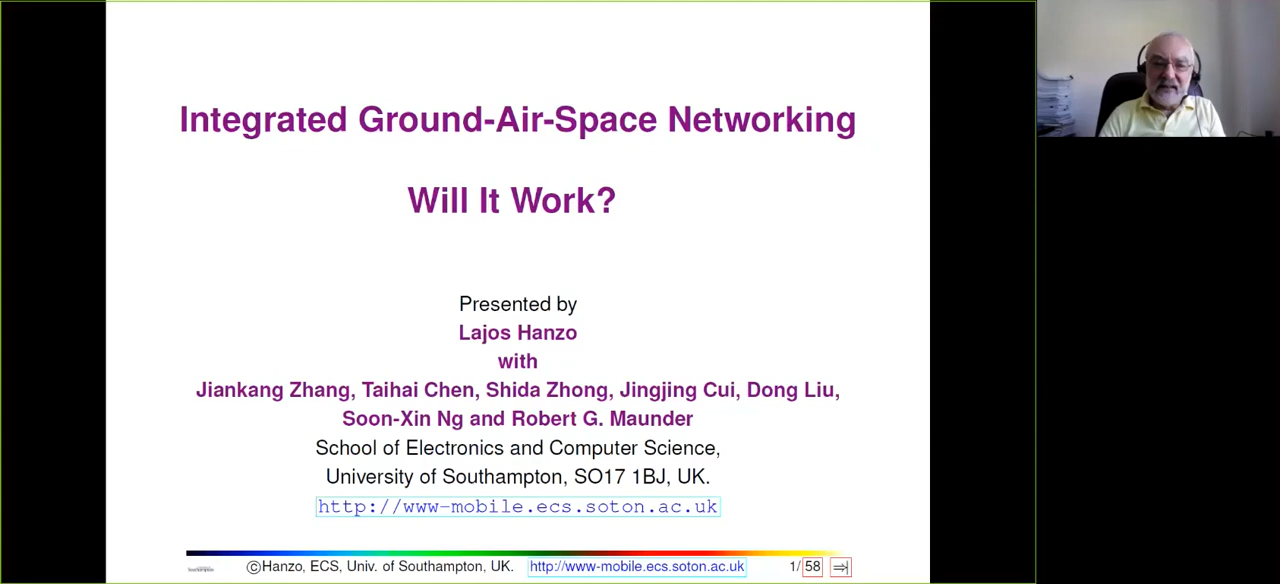 Integrated Ground-Air-Space Networking
Will It Work?
Presented by
Lajos Hanzo
with
Jiankang Zhang, Taihai Chen, Shida Zhong, Jingjing Cui, Dong Liu,
Soon-Xin Ng and Robert G. Maunder
School of Electronics and Computer Science,
University of Southampton, SO17 1BJ, UK.
http://www-mobile.ecs.soton.ac.uk
Southampton ©Hanzo, ECS, Univ. of Southampton, UK. http://www-mobile.ecs.soton.ac.uk 1/58